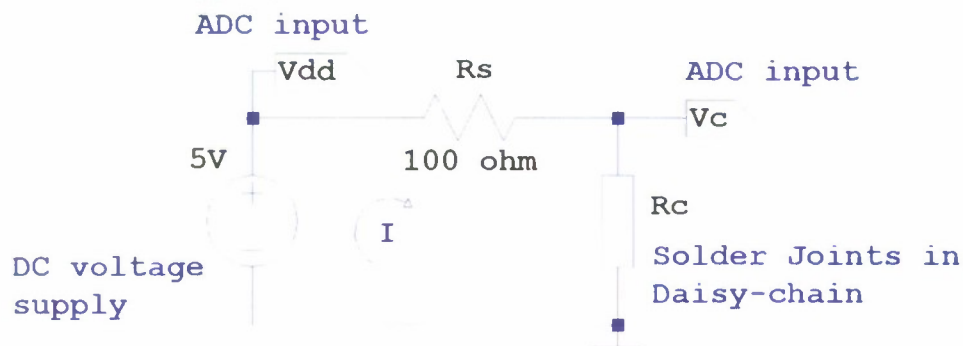 ADC input
Vdd
Rs
ADC input
Vc
5V
100 ohm
+
Rc
I
DC voltage
supply
Solder Joints in
Daisy-chain